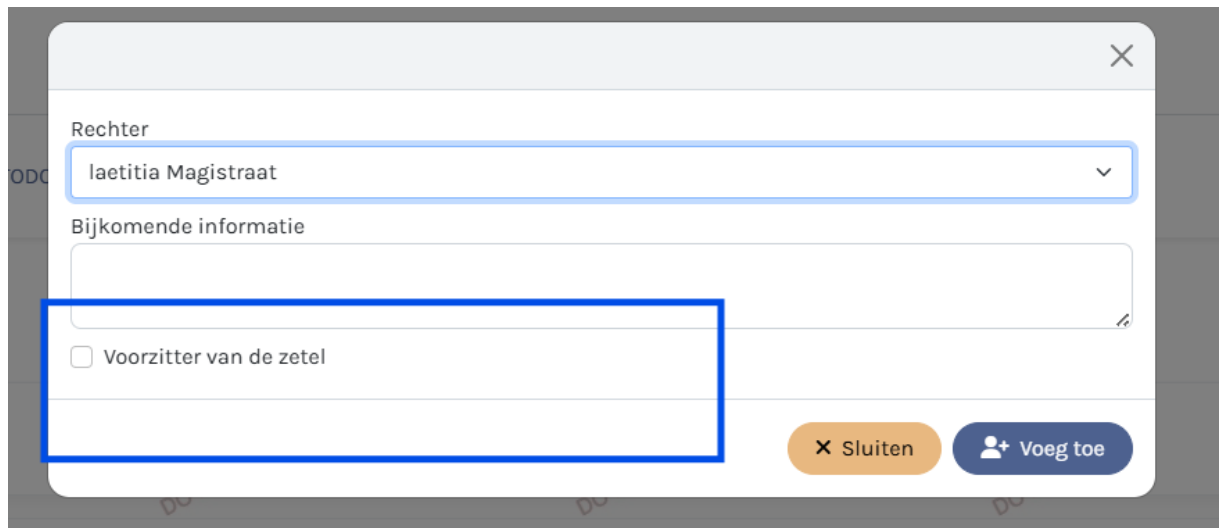 Rechter
laetitia Magistraat
Bijkomende informatie
Voorzitter van de zetel
Sluiten
Voeg toe